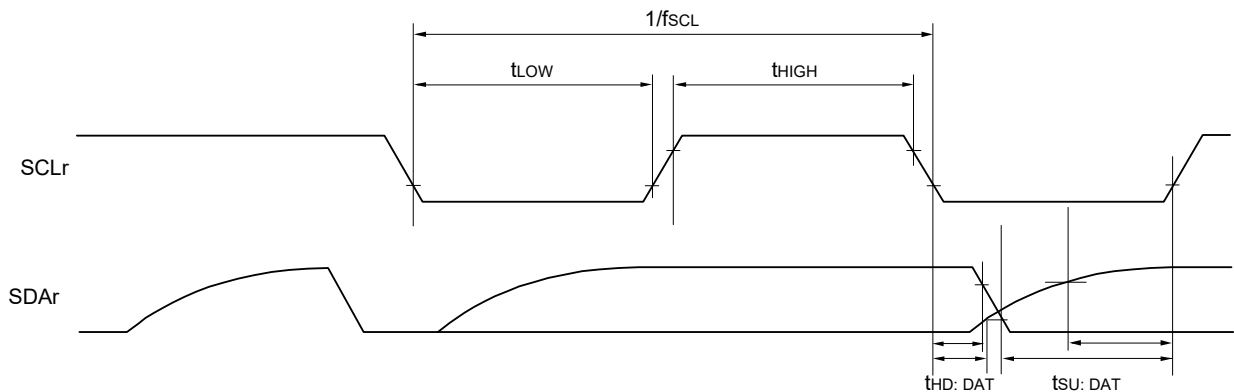 1/fSCL
tLOW
tHIGH
SCLr
SDAr
tHD: DAT
tSU: DAT